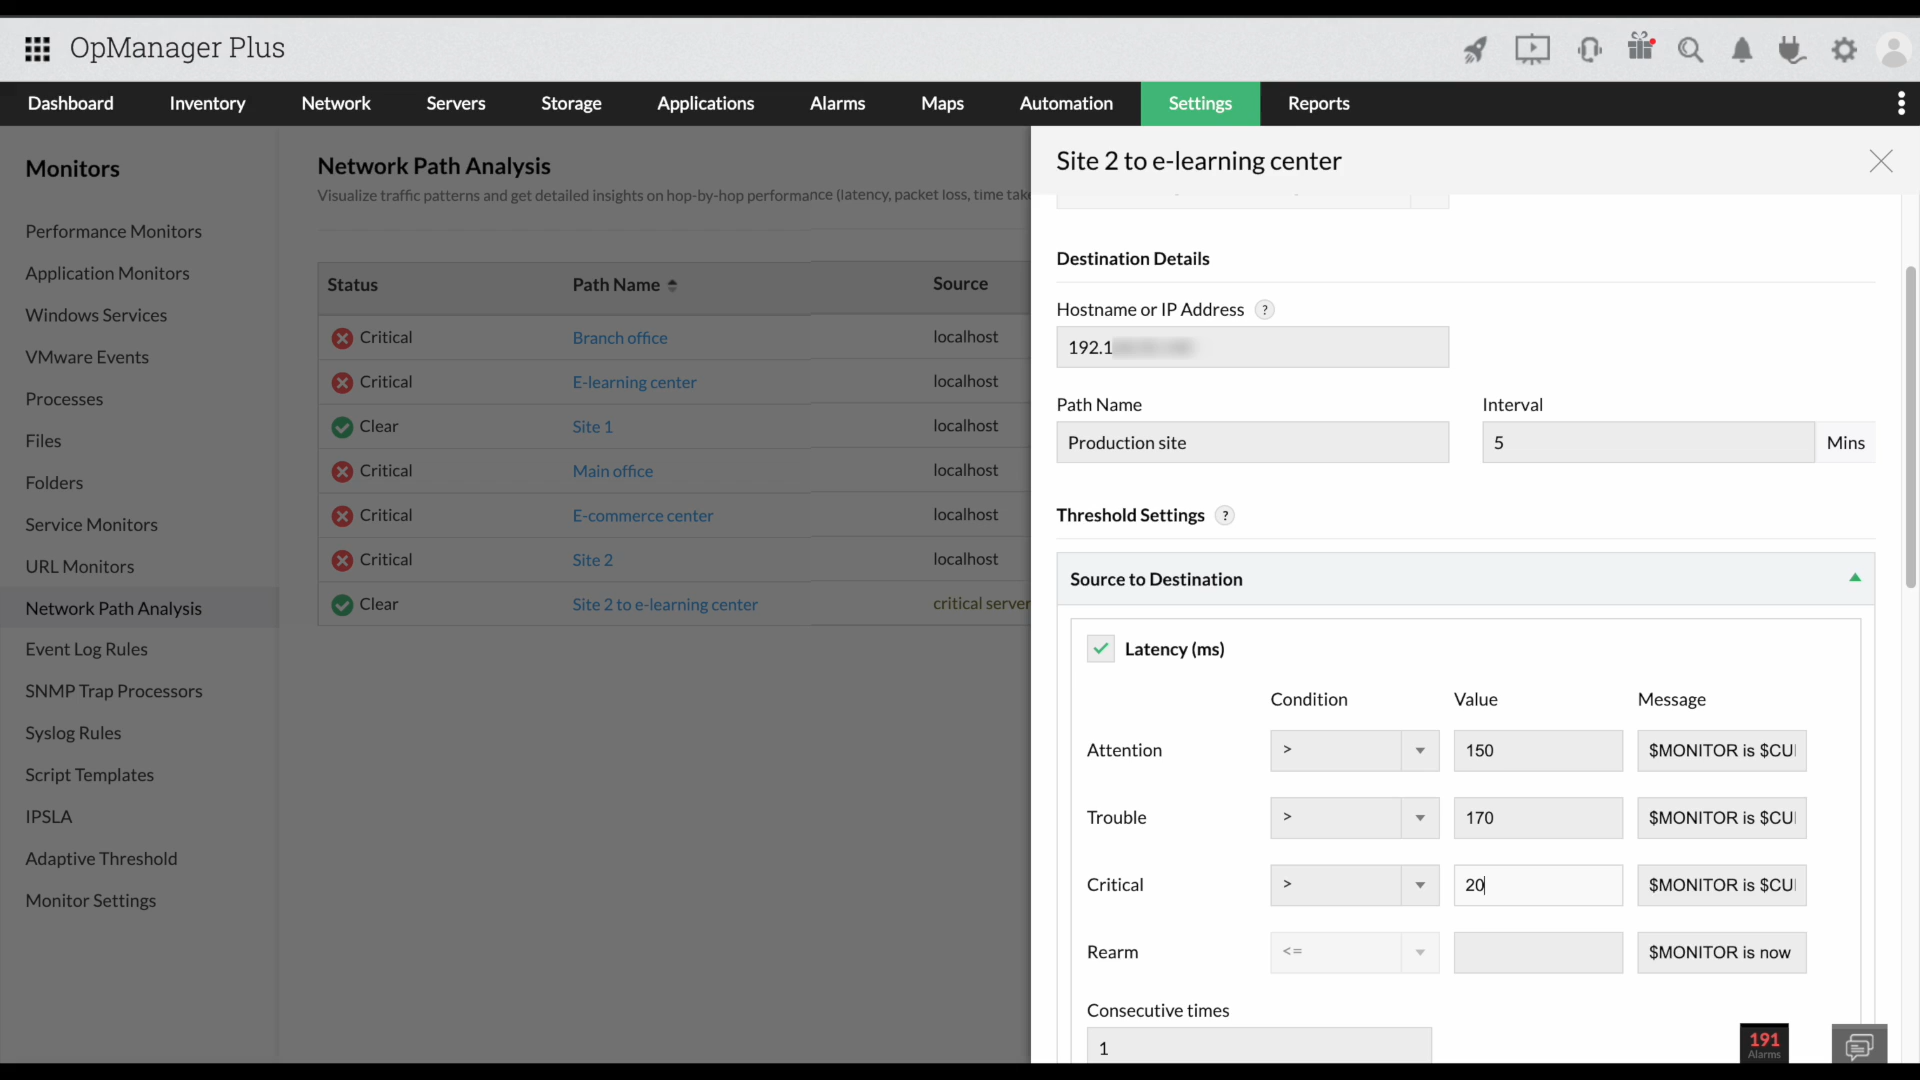 OpManager Plus
Dashboard
Inventory
Network
Servers
Storage
Applications
Alarms
Maps
Automation
Settings
Reports
Monitors
Performance Monitors
Application Monitors
Windows Services
VMware Events
Processes
Files
Folders
Service Monitors
URL Monitors
Network Path Analysis
Event Log Rules
SNMP Trap Processors
Syslog Rules
Script Templates
IPSLA
Adaptive Threshold
Monitor Settings
Network Path Analysis
Visualize traffic patterns and get detailed insights on hop-by-hop performance (latency, packet loss, time take
Status Path Name Source
Critical Branch office localhost
Critical E-learning center localhost
Clear Site 1 localhost
Critical Main office localhost
Critical E-commerce center localhost
Critical Site 2 localhost
Clear Site 2 to e-learning center critical server
Site 2 to e-learning center
Destination Details
Hostname or IP Address ?
192.1
Path Name Interval
Production site 5 Mins
Threshold Settings ?
Source to Destination
Latency (ms)
Condition Value Message
Attention > 150 $MONITOR is $CU
Trouble > 170 $MONITOR is $CU
Critical > 20 $MONITOR is $CU
Rearm <= $MONITOR is now
Consecutive times
1
191
Alarms